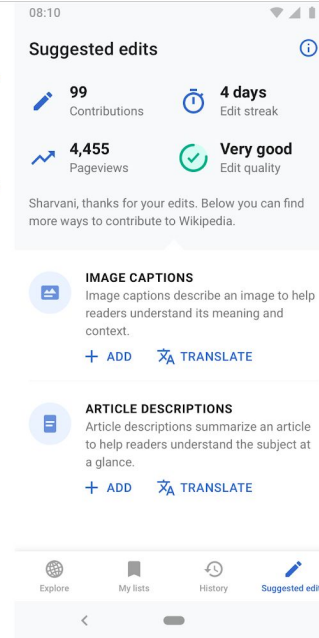 08:10
Suggested edits
99
Contributions
4 days
Edit streak
4,455
Pageviews
Very good
Edit quality
Sharvani, thanks for your edits. Below you can find
more ways to contribute to Wikipedia.
IMAGE CAPTIONS
Image captions describe an image to help
readers understand its meaning and
context.
ADD TRANSLATE
ARTICLE DESCRIPTIONS
Article descriptions summarize an article
to help readers understand the subject at
a glance.
ADD TRANSLATE
Explore My lists History Suggested edi